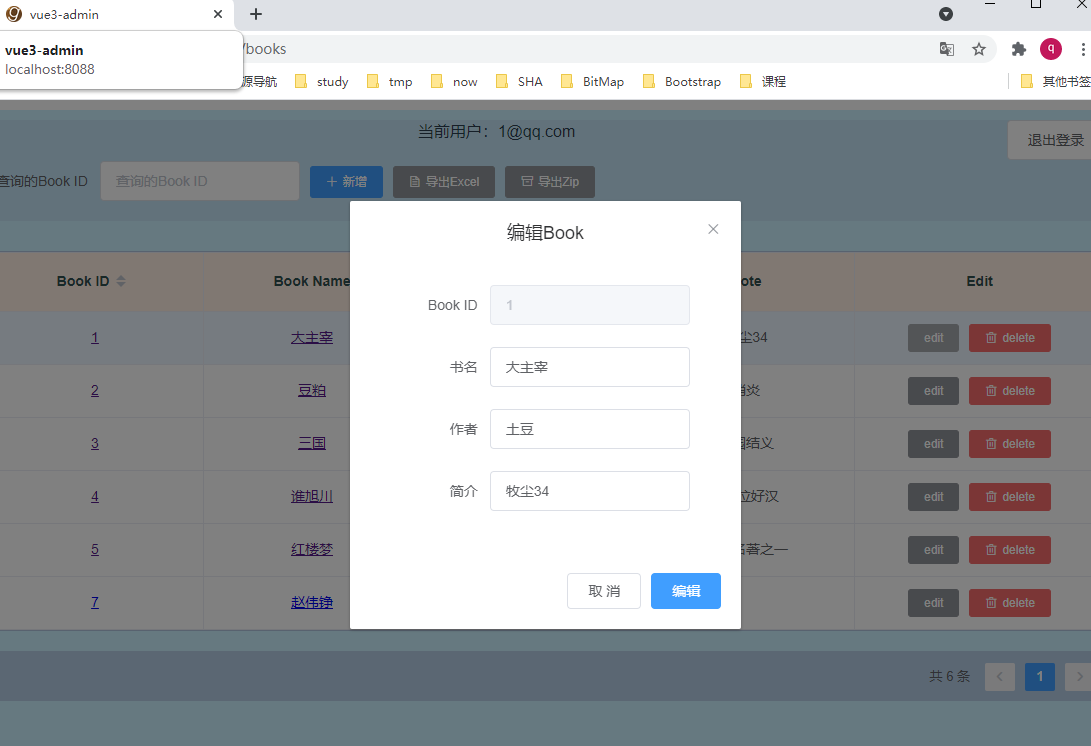 vue3-admin
vue3-admin
localhost:8088
/books
q
源导航 study tmp now SHA BitMap Bootstrap 课程 其他书签
当前用户：1@qq.com
退出登录
查询的Book ID 查询的Book ID 新增 导出Excel 导出Zip
编辑Book
Book ID Book Name ote Edit
Book ID 1
1 大主宰 尘34 edit delete
书名 大主宰
2 豆粕 肖炎 edit delete
作者 土豆
3 三国 园结义 edit delete
简介 牧尘34
4 谁旭川 位好汉 edit delete
5 红楼梦 名著之一 edit delete
取消 编辑
7 赵伟铮 edit delete
共 6 条 1